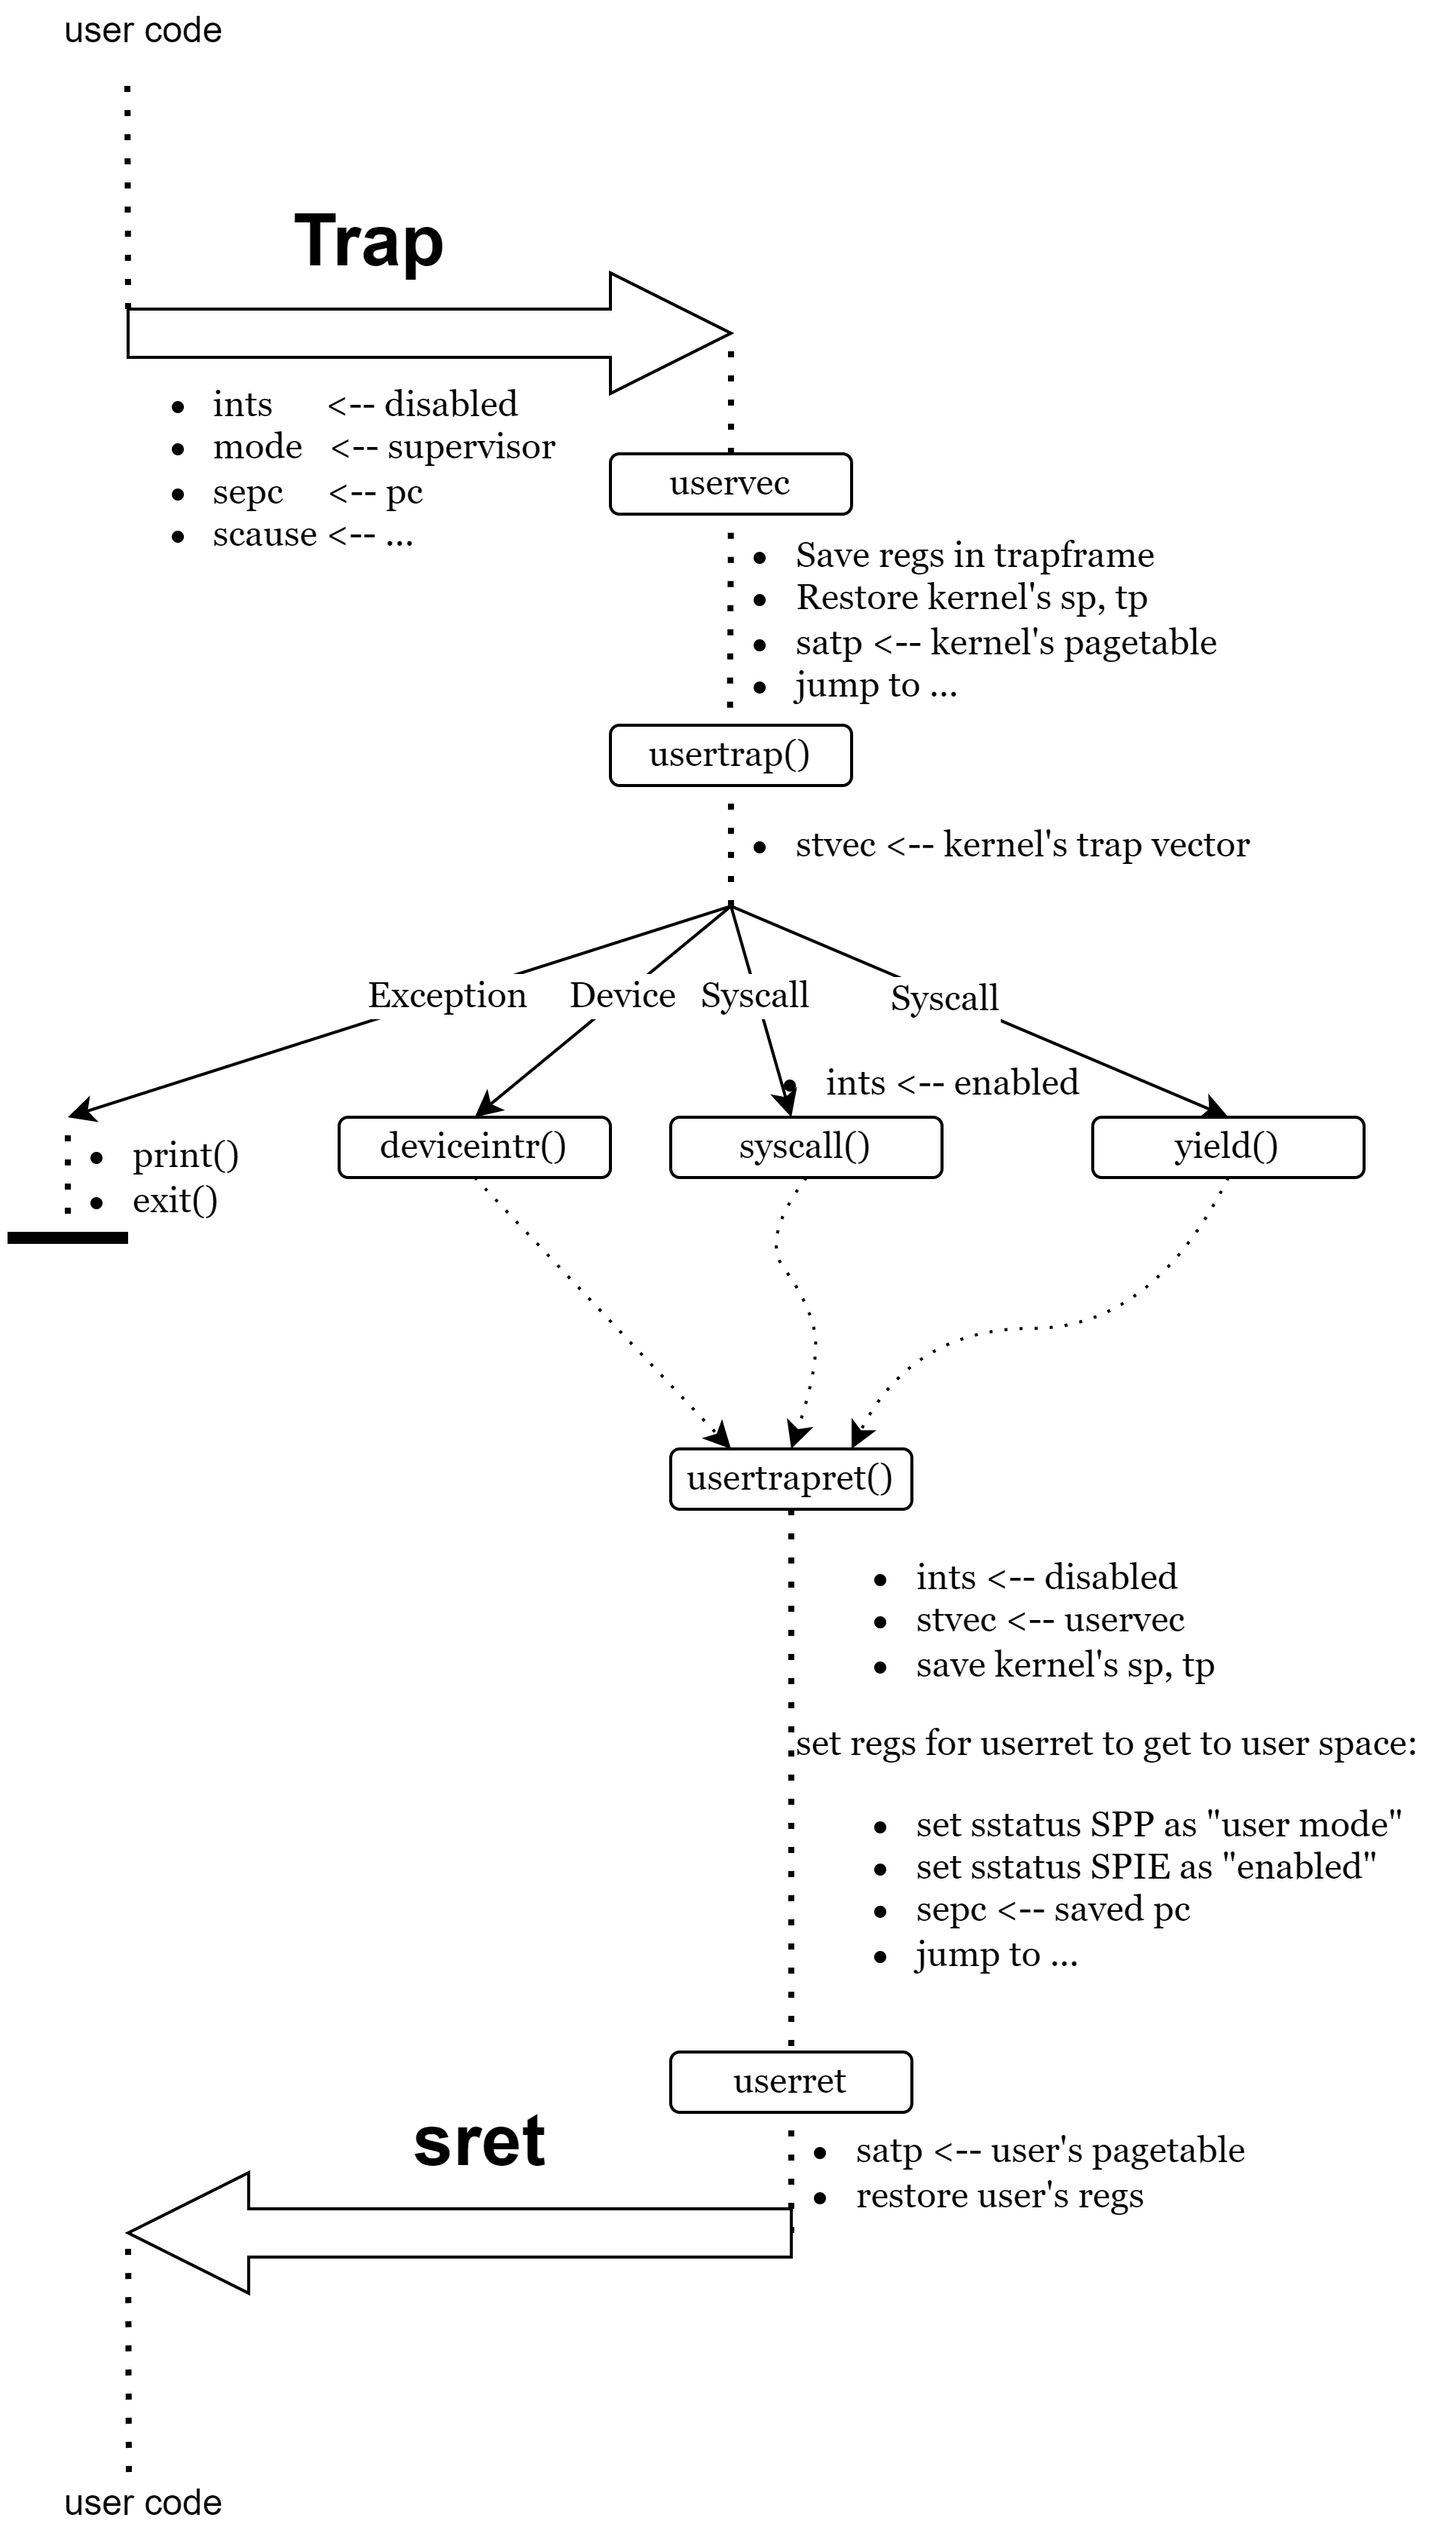 user code
Trap
ints <-- disabled
mode <-- supervisor
sepc <-- pc
scause <-- ...
uservec
Save regs in trapframe
Restore kernel's sp, tp
satp <-- kernel's pagetable
jump to ...
usertrap()
stvec <-- kernel's trap vector
Exception
Device
Syscall
Syscall
ints <-- enabled
print()
exit()
deviceintr()
syscall()
yield()
usertrapret()
ints <-- disabled
stvec <-- uservec
save kernel's sp, tp
set regs for userret to get to user space:
set sstatus SPP as "user mode"
set sstatus SPIE as "enabled"
sepc <-- saved pc
jump to ...
userret
sret
satp <-- user's pagetable
restore user's regs
user code